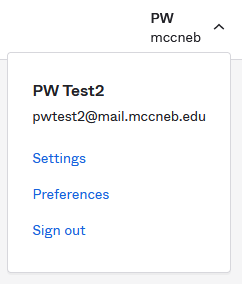 PW
mccneb
PW Test2
pwtest2@mail.mccneb.edu
Settings
Preferences
Sign out